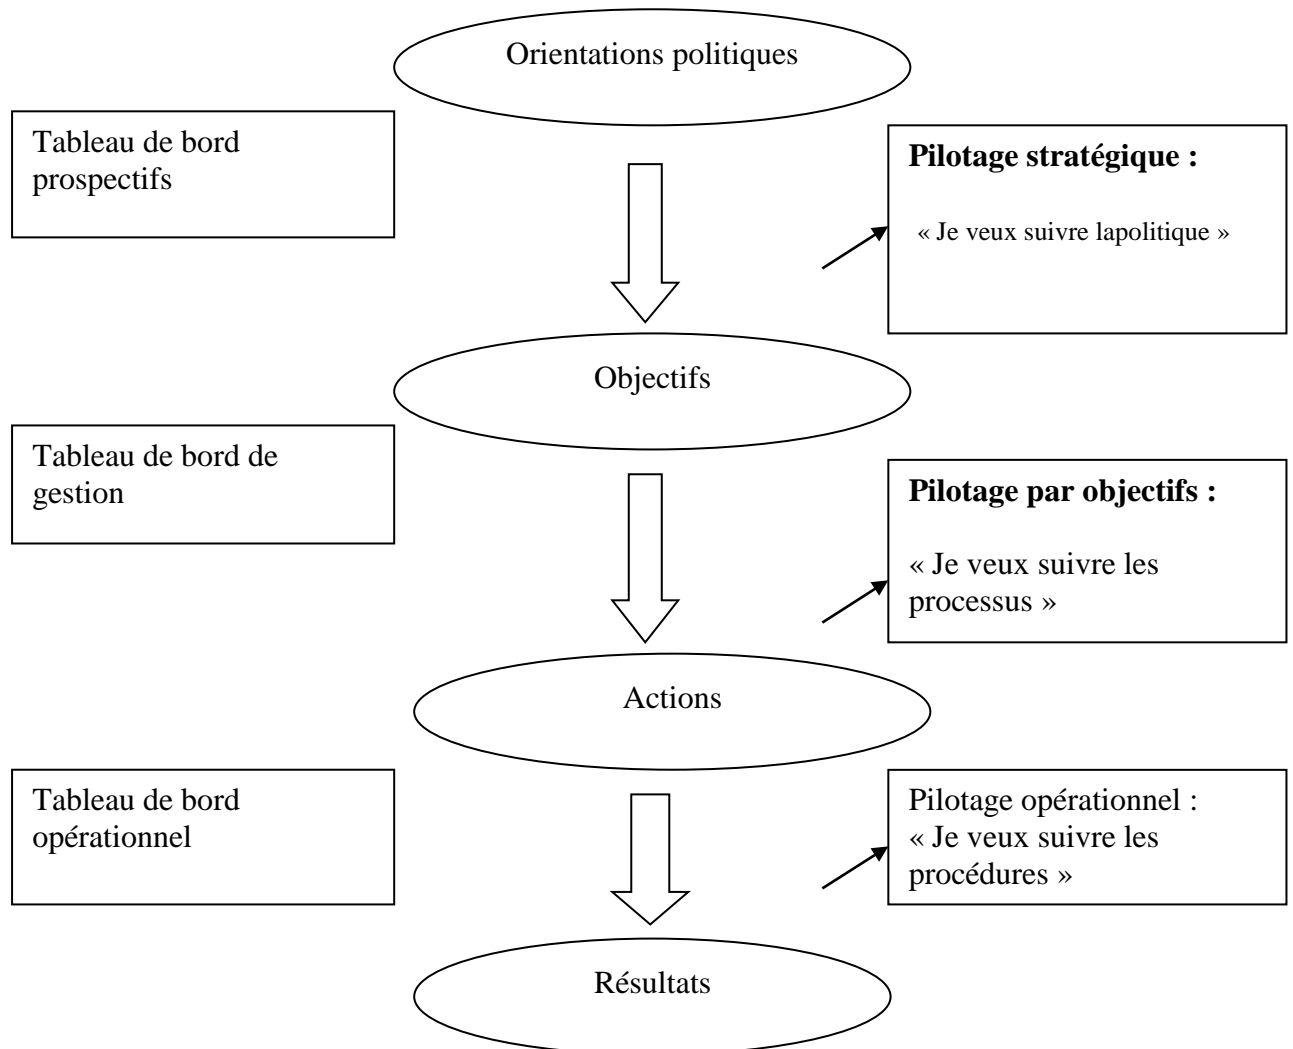 Orientations politiques
Tableau de bord
prospectifs
Pilotage stratégique :
« Je veux suivre lapolitique »
Objectifs
Tableau de bord de
gestion
Pilotage par objectifs :
« Je veux suivre les
processus »
Actions
Tableau de bord
opérationnel
Pilotage opérationnel :
« Je veux suivre les
procédures »
Résultats